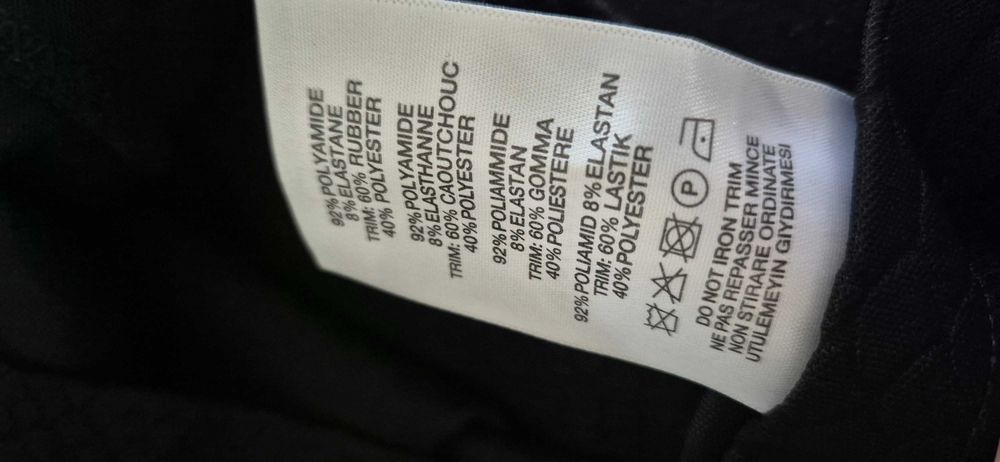 92% POLYAMIDE
8% ELASTANE
TRIM: 60% RUBBER
40% POLYESTER
92% POLYAMIDE
8% ELASTHANNE
TRIM: 60% CAOUTCHOUC
40% POLYESTER
92% POLIAMMIDE
8% ELASTAN
TRIM: 60% GOMMA
40% POLIESTERE
92% POLIAMID 8% ELASTAN
TRIM: 60% LASTIK
40% POLYESTER
P
DO NOT IRON TRIM
NE PAS REPASSER MINCE
NON STIRARE ORDINATE
UTULEMEYIN GIYDIRMESI